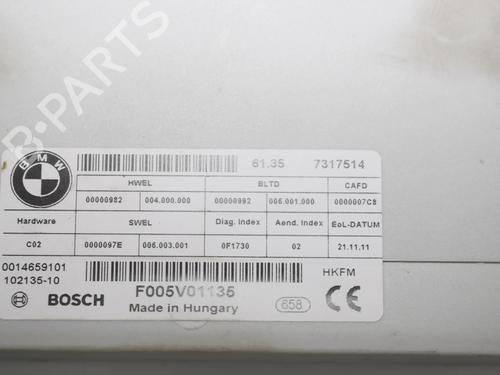 B-PARTS
BMW
61.35 7317514
HWEL BLTD CAFD
00000982 004.000.000 00000992 006.001.000 0000007C8
Hardware SWEL Diag. Index Aend. Index EoL-DATUM
C02 0000097E 006.003.001 0F1730 02 21.11.11
0014659101
102135-10
HKFM
BOSCH F005V01135 658 CE
Made in Hungary